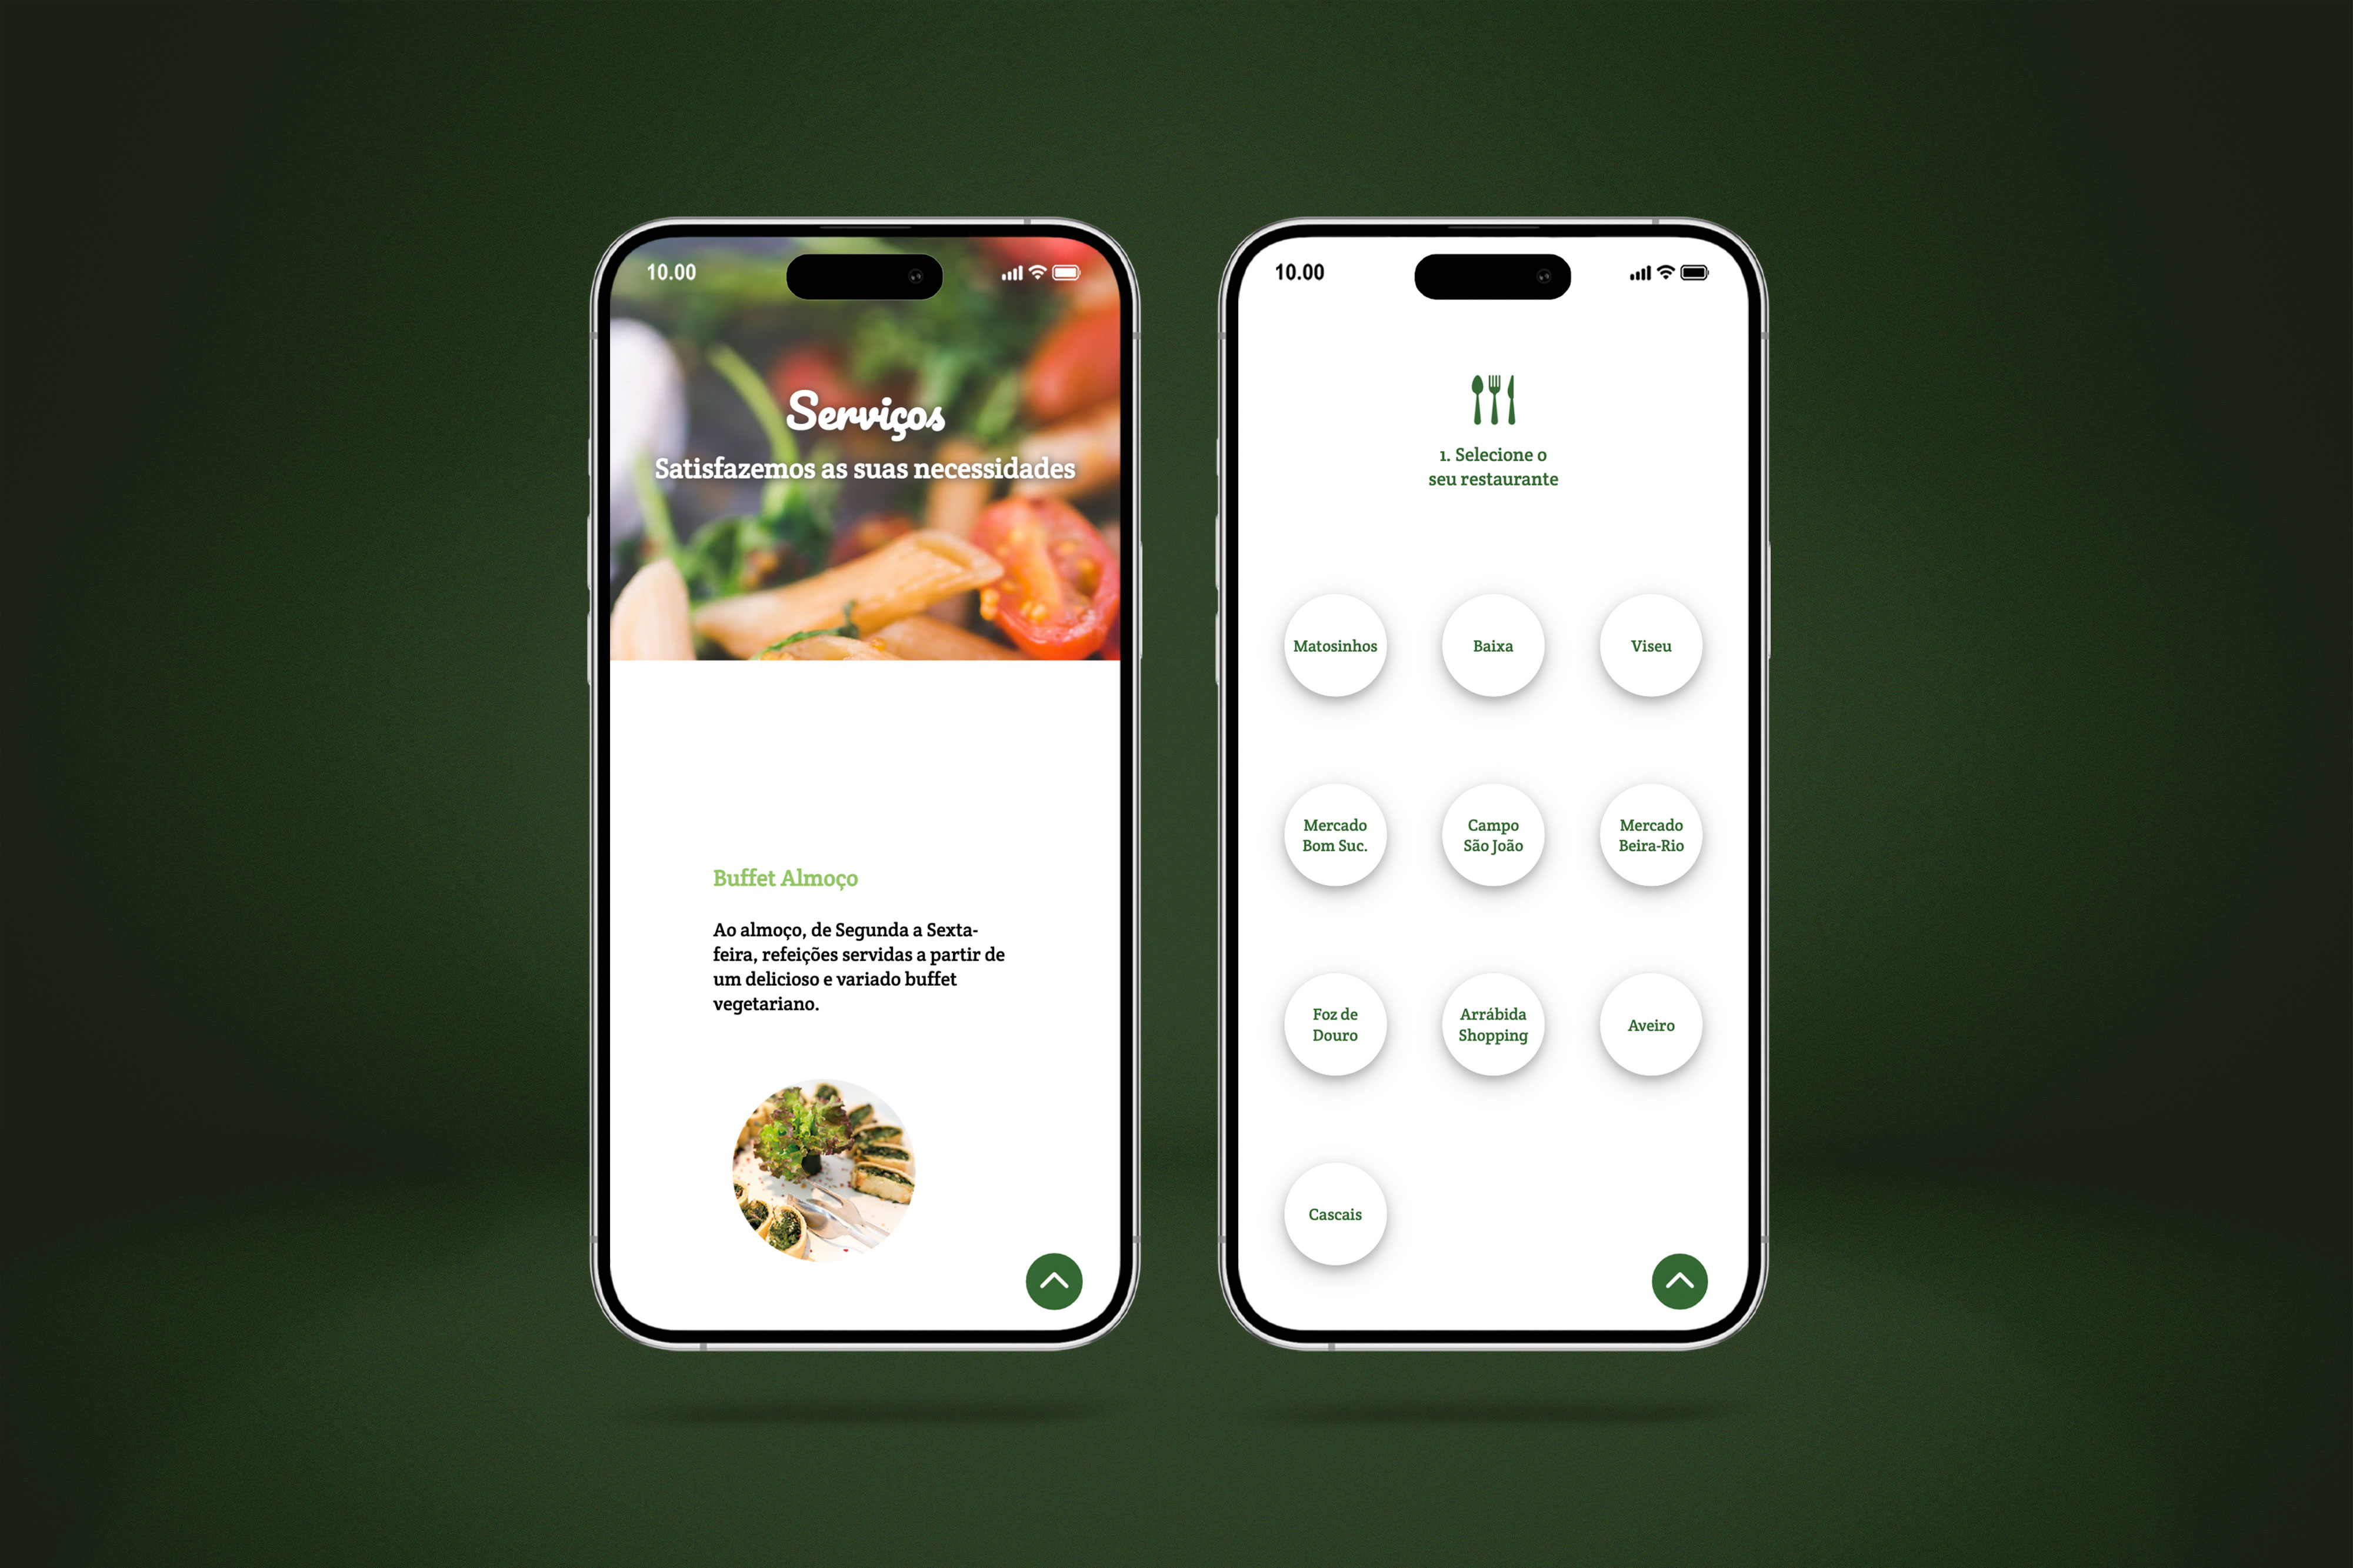 10.00
Serviços
Satisfazemos as suas necessidades
Buffet Almoço
Ao almoço, de Segunda a Sexta-
feira, refeições servidas a partir de
um delicioso e variado buffet
vegetariano.
10.00
1. Selecione o
seu restaurante
Matosinhos
Baixa
Viseu
Mercado
Bom Suc.
Campo
São João
Mercado
Beira-Rio
Foz de
Douro
Arrábida
Shopping
Aveiro
Cascais